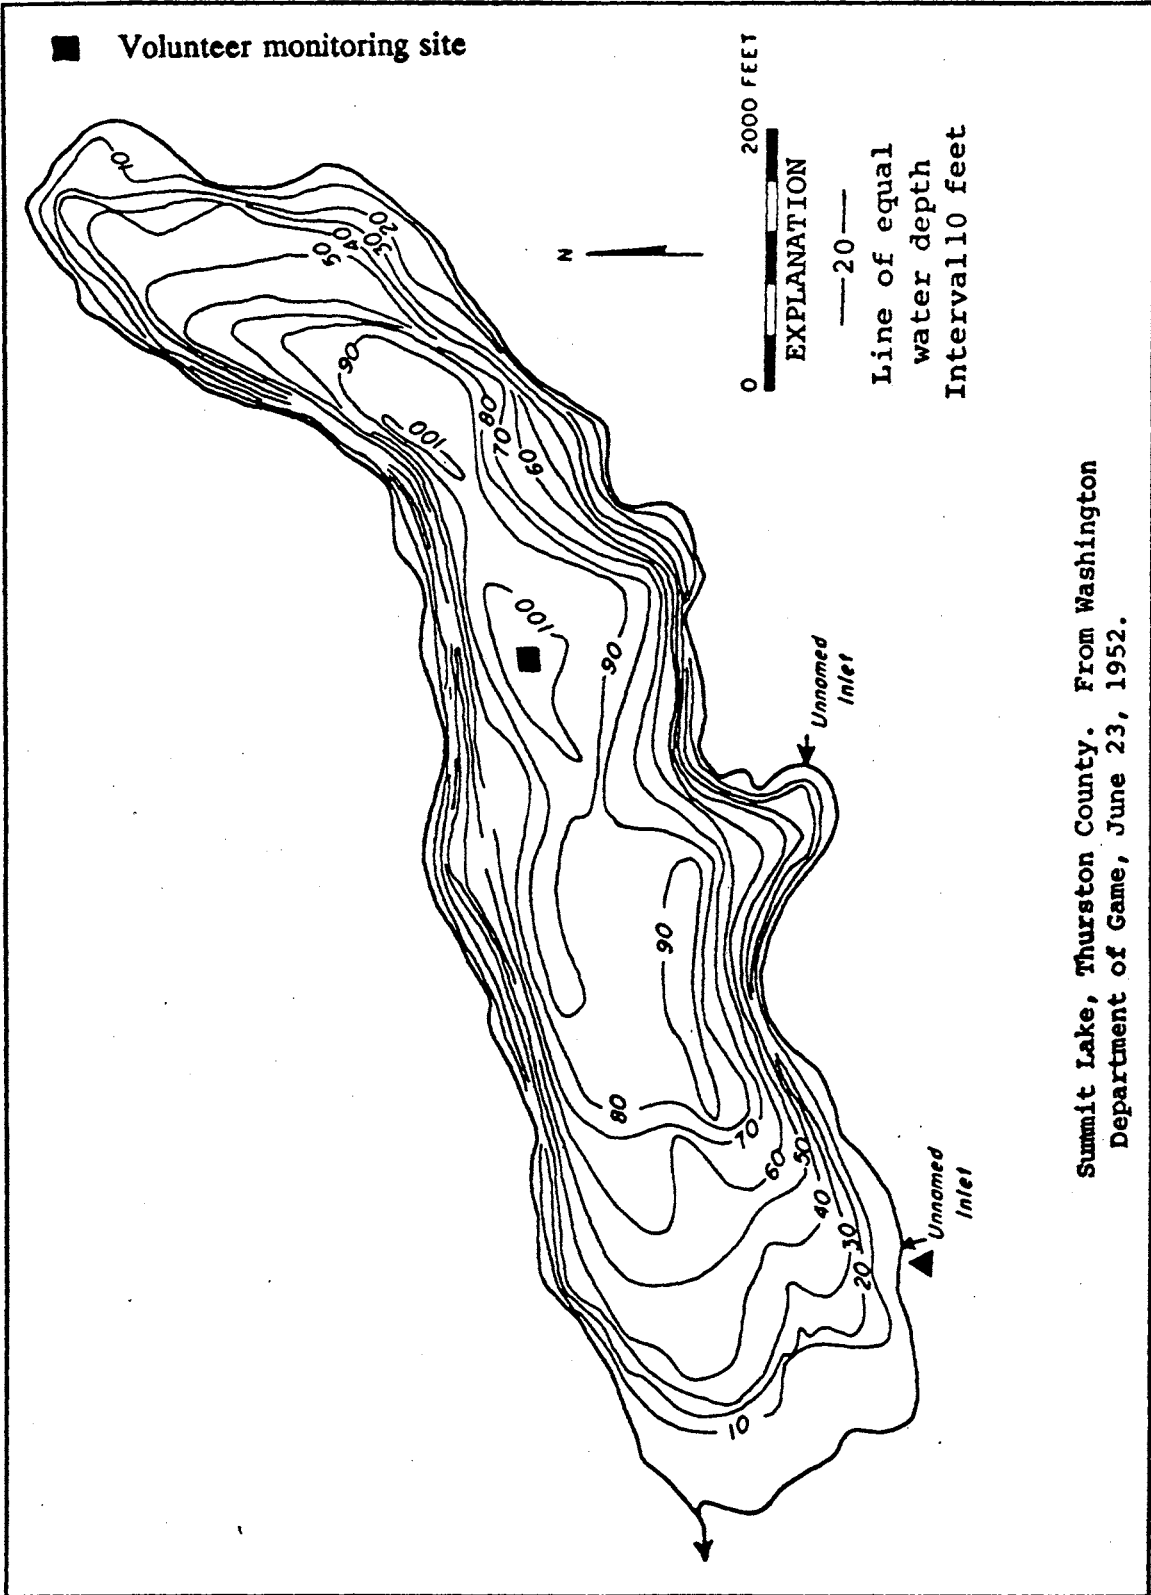 ■ Volunteer monitoring site
10
20
30
40
50
90
100
80
70
60
100
90
90
80
70
60
50
40
30
20
10
N
0 2000 FEET
EXPLANATION
—20—
Line of equal
water depth
Interval10 feet
Unnamed
Inlet
Unnamed
Inlet
Summit Lake, Thurston County. From Washington
Department of Game, June 23, 1952.